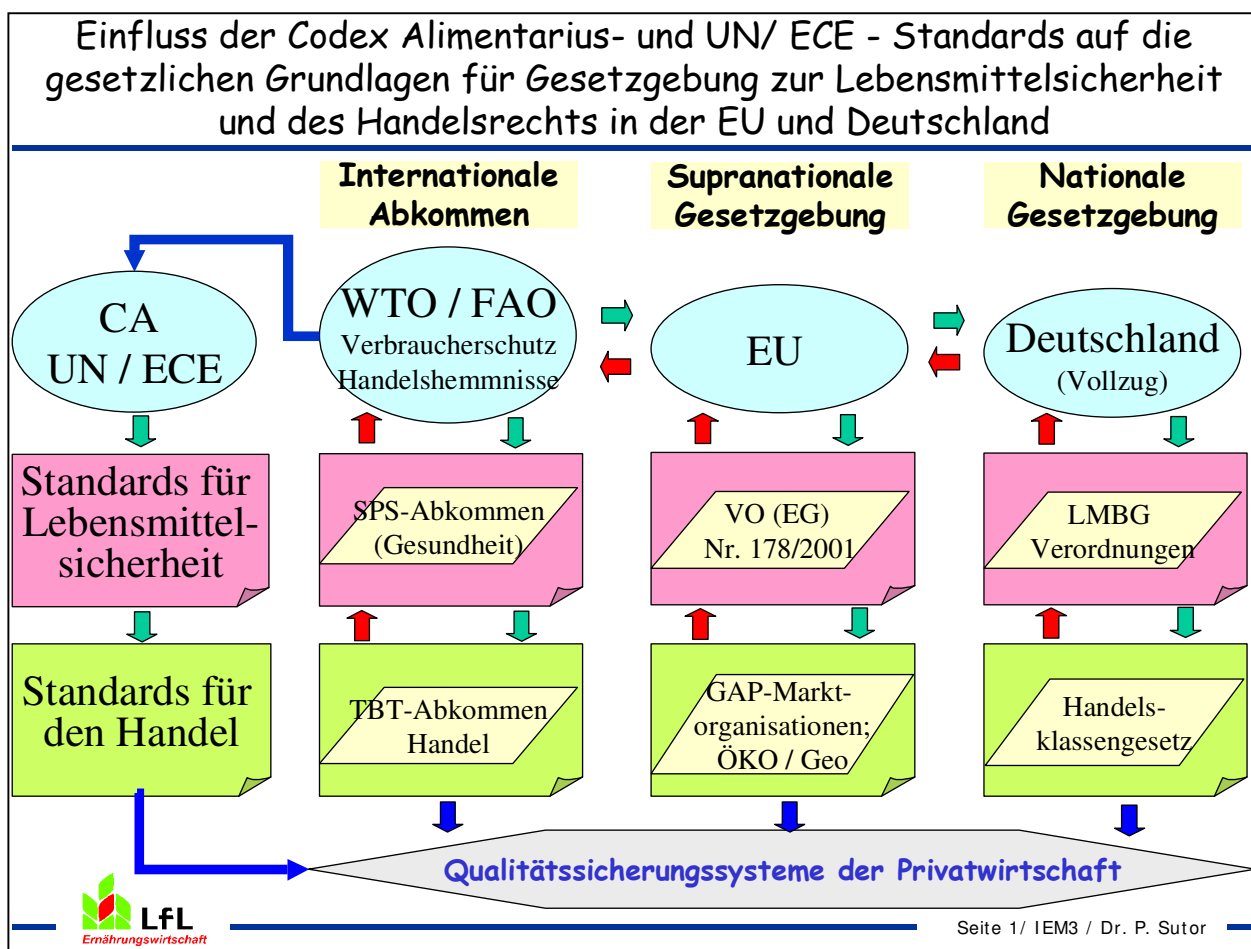 Einfluss der Codex Alimentarius- und UN/ ECE - Standards auf die
gesetzlichen Grundlagen für Gesetzgebung zur Lebensmittelsicherheit
und des Handelsrechts in der EU und Deutschland
Internationale
Abkommen
Supranationale
Gesetzgebung
Nationale
Gesetzgebung
CA
UN / ECE
WTO / FAO
Verbraucherschutz
Handelshemmnisse
EU
Deutschland
(Vollzug)
Standards für
Lebensmittel-
sicherheit
SPS-Abkommen
(Gesundheit)
VO (EG)
Nr. 178/2001
LMBG
Verordnungen
Standards für
den Handel
TBT-Abkommen
Handel
GAP-Markt-
organisationen;
ÖKO / Geo
Handels-
klassengesetz
Qualitätssicherungssysteme der Privatwirtschaft
LfL
Ernährungswirtschaft
Seite 1/ IEM3 / Dr. P. Sutor